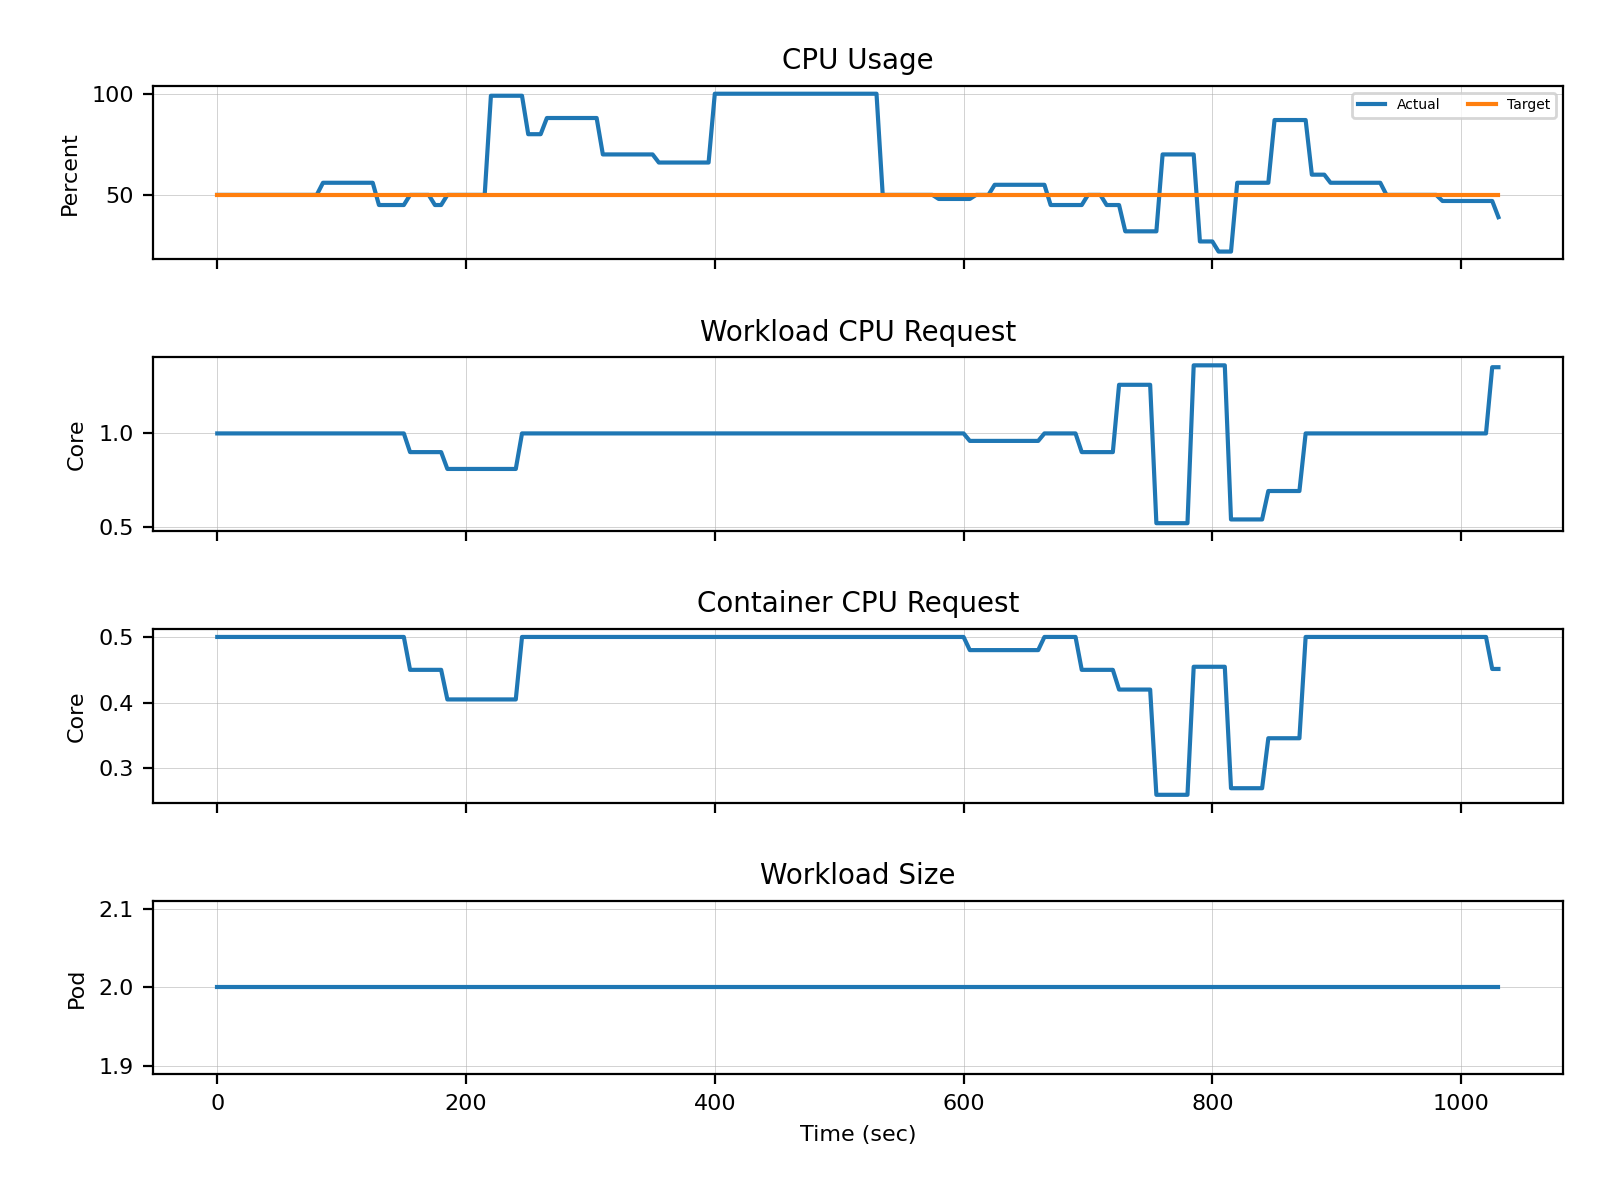 CPU Usage
100
50
Percent
Actual Target
Workload CPU Request
1.0
0.5
Core
Container CPU Request
0.5
0.4
0.3
Core
Workload Size
2.1
2.0
1.9
Pod
0 200 400 600 800 1000
Time (sec)